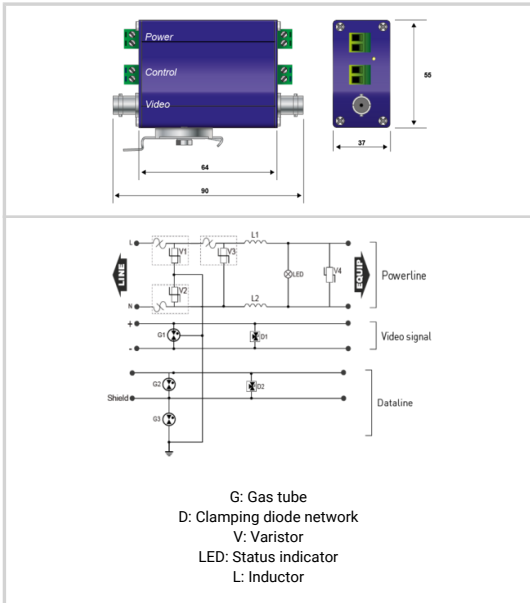 Power
Control
Video
64
90
37
55
LINE
EQUIP
L
N
V1
V2
V3
V4
L1
L2
LED
Powerline
+
-
G1
D1
Video signal
G2
D2
Shield
G3
Dataline
G: Gas tube
D: Clamping diode network
V: Varistor
LED: Status indicator
L: Inductor